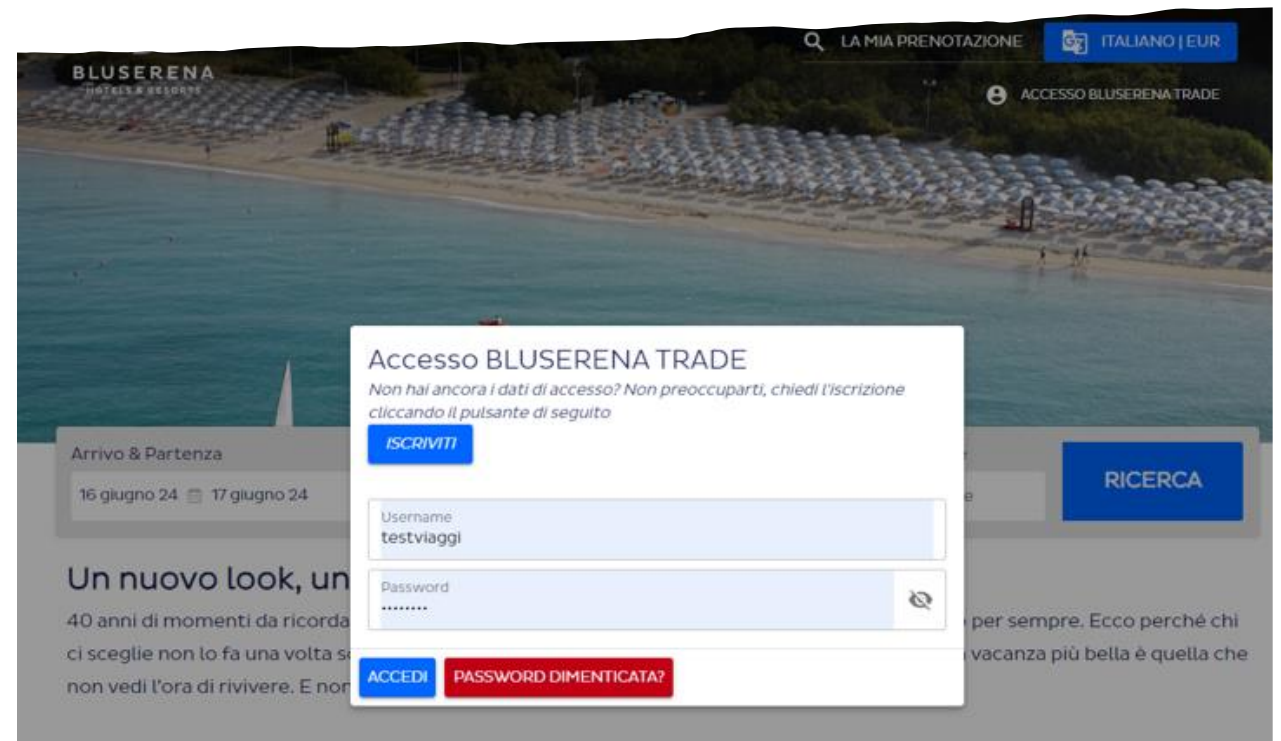 LA MIA PRENOTAZIONE
ITALIANO | EUR
BLUSERENA
HOTELS & RESORTS
ACCESSO BLUSERENA TRADE
Accesso BLUSERENA TRADE
Non hai ancora i dati di accesso? Non preoccuparti, chiedi l'iscrizione
cliccando il pulsante di seguito
ISCRIVITI
Arrivo & Partenza
16 giugno 24 17 giugno 24
RICERCA
Username
testviaggi
Password
········
Un nuovo look, un
40 anni di momenti da ricorda
per sempre. Ecco perché chi
ci sceglie non lo fa una volta s
vacanza più bella è quella che
non vedi l'ora di rivivere. E non
ACCEDI
PASSWORD DIMENTICATA?